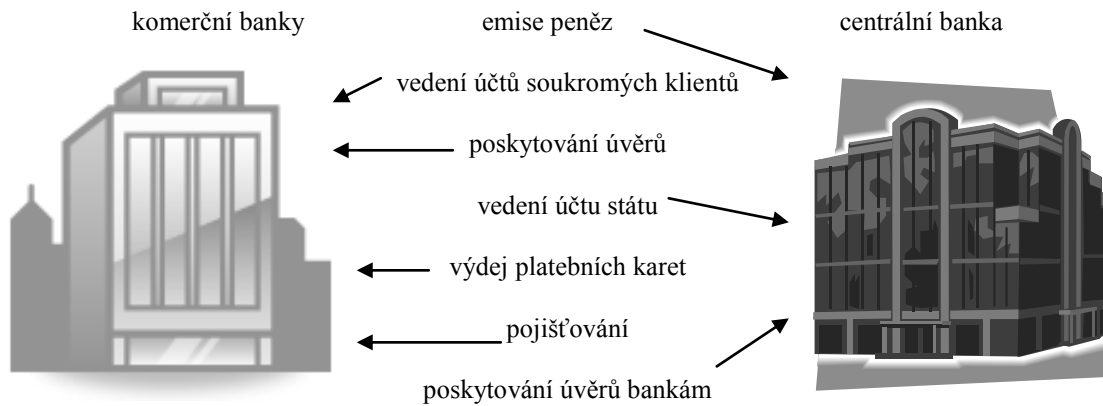 komerční banky
emise peněz
centrální banka
vedení účtů soukromých klientů
poskytování úvěrů
vedení účtu státu
výdej platebních karet
pojišťování
poskytování úvěrů bankám